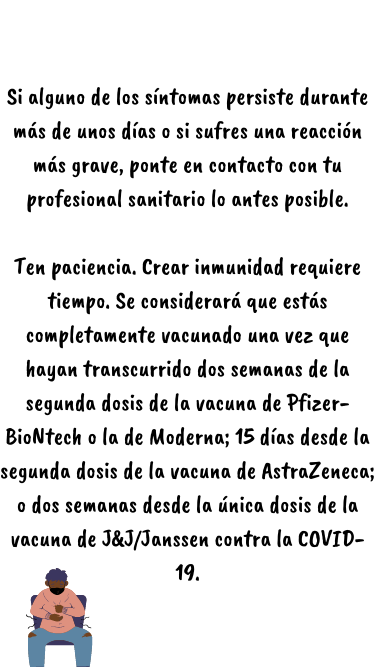 Si alguno de los síntomas persiste durante
más de unos días o si sufres una reacción
más grave, ponte en contacto con tu
profesional sanitario lo antes posible.
Ten paciencia. Crear inmunidad requiere
tiempo. Se considerará que estás
completamente vacunado una vez que
hayan transcurrido dos semanas de la
segunda dosis de la vacuna de Pfizer-
BioNtech o la de Moderna; 15 días desde la
segunda dosis de la vacuna de AstraZeneca;
o dos semanas desde la única dosis de la
vacuna de J&J/Janssen contra la COVID-
19.